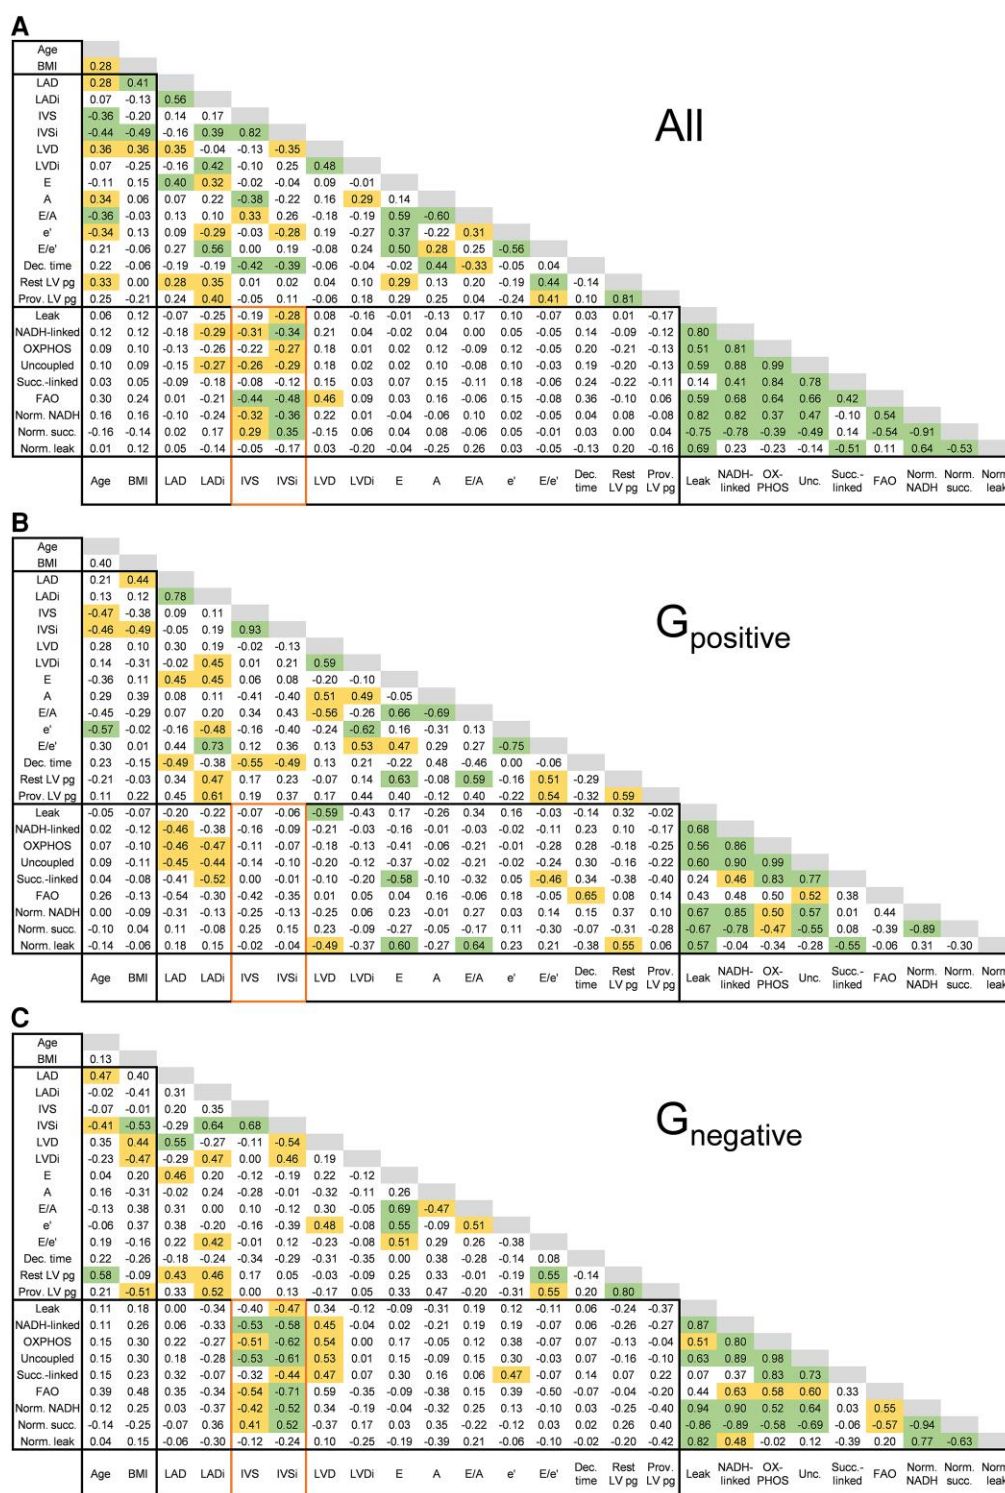 A
All
Age
BMI 0.28
LAD 0.28 0.41
LADi 0.07 -0.13 0.56
IVS -0.36 -0.20 0.14 0.17
IVSi -0.44 -0.49 -0.16 0.39 0.82
LVD 0.36 0.36 0.35 -0.04 -0.13 -0.35
LVDi 0.07 -0.25 -0.16 0.42 -0.10 0.25 0.48
E -0.11 0.15 0.40 0.32 -0.02 -0.04 0.09 -0.01
A 0.34 0.06 0.07 0.22 -0.38 -0.22 0.16 0.29 0.14
E/A -0.36 -0.03 0.13 0.10 0.33 0.26 -0.18 -0.19 0.59 -0.60
e' -0.34 0.13 0.09 -0.29 -0.03 -0.28 0.19 -0.27 0.37 -0.22 0.31
E/e' 0.21 -0.06 0.27 0.56 0.00 0.19 -0.08 0.24 0.50 0.28 0.25 -0.56
Dec. time 0.22 -0.06 -0.19 -0.19 -0.42 -0.39 -0.06 -0.04 -0.02 0.44 -0.33 -0.05 0.04
Rest LV pg 0.33 0.00 0.28 0.35 0.01 0.02 0.04 0.10 0.29 0.13 0.20 -0.19 0.44 -0.14
Prov. LV pg 0.25 -0.21 0.24 0.40 -0.05 0.11 -0.06 0.18 0.29 0.25 0.04 -0.24 0.41 0.10 0.81
Leak 0.06 0.12 -0.07 -0.25 -0.19 -0.28 0.08 -0.16 -0.01 -0.13 0.17 0.10 -0.07 0.03 0.01 -0.17
NADH-linked 0.12 0.12 -0.18 -0.29 -0.31 -0.34 0.21 0.04 -0.02 -0.04 0.00 0.05 -0.05 0.14 -0.09 -0.12 0.80
OXPHOS 0.09 0.10 -0.13 -0.26 -0.22 -0.27 0.18 0.01 0.02 0.12 -0.09 0.12 -0.05 0.20 -0.21 -0.13 0.51 0.81
Uncoupled 0.10 0.09 -0.15 -0.27 -0.26 -0.29 0.18 0.02 0.02 0.10 -0.08 0.10 -0.03 0.19 -0.20 -0.13 0.59 0.88 0.99
Succ.-linked 0.03 0.05 -0.09 -0.18 -0.08 -0.12 0.15 0.03 0.07 0.15 -0.11 0.18 -0.06 0.24 -0.22 -0.11 0.14 0.41 0.84 0.78
FAO 0.30 0.24 0.01 -0.21 -0.44 -0.48 0.46 0.09 0.03 0.16 -0.06 -0.15 0.08 0.36 -0.10 0.06 0.59 0.68 0.64 0.66 0.42
Norm. NADH 0.16 0.16 -0.10 -0.24 -0.32 -0.36 0.22 0.01 -0.04 -0.06 0.10 0.02 -0.05 0.04 0.08 -0.08 0.82 0.82 0.37 0.47 -0.10 0.54
Norm. succ. -0.16 -0.14 0.02 0.17 0.29 0.35 -0.15 0.06 0.04 0.08 -0.06 0.05 -0.01 0.03 0.00 0.04 -0.75 -0.78 -0.39 -0.49 0.14 -0.54 -0.91
Norm. leak 0.01 0.12 0.05 -0.14 -0.05 -0.17 0.03 -0.16 -0.04 -0.25 0.26 0.03 -0.05 -0.13 0.20 -0.16 0.69 0.23 -0.23 -0.14 -0.51 0.11 0.64 -0.53
Age BMI LAD LADi IVS IVSi LVD LVDi E A E/A e' E/e' Dec. time Rest LV pg Prov. LV pg Leak NADH-linked OX-PHOS Unc. Succ.-linked FAO Norm. NADH Norm. succ. Norm. leak
B
Gpositive
Age
BMI 0.40
LAD 0.21 0.44
LADi 0.13 0.12 0.78
IVS -0.47 -0.38 0.09 0.11
IVSi -0.46 -0.49 -0.05 0.19 0.93
LVD 0.28 0.10 0.30 0.19 -0.02 -0.13
LVDi 0.14 -0.31 -0.02 0.45 0.01 0.21 0.59
E -0.36 0.11 0.45 0.45 0.06 0.08 -0.20 -0.10
A 0.29 0.39 0.08 0.11 -0.41 -0.40 0.51 0.49 -0.05
E/A -0.45 -0.29 0.07 0.20 0.34 0.43 -0.56 -0.26 0.66 -0.69
e' -0.57 -0.02 -0.16 -0.48 -0.16 -0.40 -0.24 -0.62 0.16 -0.31 0.13
E/e' 0.30 0.01 0.44 0.73 0.12 0.36 0.13 0.53 0.47 0.29 0.27 -0.75
Dec. time 0.23 -0.15 -0.49 -0.38 -0.55 -0.49 0.13 0.21 -0.22 0.48 -0.46 0.00 -0.06
Rest LV pg -0.21 -0.03 0.34 0.47 0.17 0.23 -0.07 0.14 0.63 -0.08 0.59 -0.16 0.51 -0.29
Prov. LV pg 0.11 0.22 0.45 0.61 0.19 0.37 0.17 0.44 0.40 -0.12 0.40 -0.22 0.54 -0.32 0.59
Leak -0.05 -0.07 -0.20 -0.22 -0.07 -0.06 -0.59 -0.43 0.17 -0.26 0.34 0.16 -0.03 -0.14 0.32 -0.02
NADH-linked 0.02 -0.12 -0.46 -0.38 -0.16 -0.09 -0.21 -0.03 -0.16 -0.01 -0.03 -0.02 -0.11 0.23 0.10 -0.17 0.68
OXPHOS 0.07 -0.10 -0.46 -0.47 -0.11 -0.07 -0.18 -0.13 -0.41 -0.06 -0.21 0.01 -0.28 0.28 -0.18 -0.25 0.56 0.86
Uncoupled 0.09 -0.11 -0.45 -0.44 -0.14 -0.10 -0.20 -0.12 -0.37 -0.02 -0.21 -0.02 -0.24 0.30 -0.16 -0.22 0.60 0.90 0.99
Succ.-linked 0.04 -0.08 -0.41 -0.52 0.00 -0.01 -0.10 -0.20 -0.58 -0.10 -0.32 0.05 -0.46 0.34 -0.38 -0.40 0.24 0.46 0.83 0.77
FAO 0.26 -0.13 -0.54 -0.30 -0.42 -0.35 0.01 0.05 0.04 0.16 -0.06 0.18 -0.05 0.65 0.08 0.14 0.43 0.48 0.50 0.52 0.38
Norm. NADH 0.00 -0.09 -0.31 -0.13 -0.25 -0.13 -0.25 0.06 0.23 -0.01 0.27 0.03 0.14 0.15 0.37 0.10 0.67 0.85 0.50 0.57 0.01 0.44
Norm. succ. -0.10 0.04 0.11 -0.08 0.25 0.15 0.23 -0.09 -0.27 -0.05 -0.17 0.11 -0.30 -0.07 -0.31 -0.28 -0.67 -0.78 -0.47 -0.55 0.08 -0.39 -0.89
Norm. leak -0.14 -0.06 0.18 0.15 -0.02 -0.04 -0.49 -0.37 0.60 -0.27 0.64 0.23 0.21 -0.38 0.55 0.06 0.57 -0.04 -0.34 -0.28 -0.55 -0.06 0.31 -0.30
Age BMI LAD LADi IVS IVSi LVD LVDi E A E/A e' E/e' Dec. time Rest LV pg Prov. LV pg Leak NADH-linked OX-PHOS Unc. Succ.-linked FAO Norm. NADH Norm. succ. Norm. leak
C
Gnegative
Age
BMI 0.13
LAD 0.47 0.40
LADi -0.02 -0.41 0.31
IVS -0.07 -0.01 0.20 0.35
IVSi -0.41 -0.53 -0.29 0.64 0.68
LVD 0.35 0.44 0.55 -0.27 -0.11 -0.54
LVDi -0.23 -0.47 -0.29 0.47 0.00 0.46 0.19
E 0.04 0.20 0.46 0.20 -0.12 -0.19 0.22 -0.12
A 0.16 -0.31 -0.02 0.24 -0.28 -0.01 -0.32 -0.11 0.26
E/A -0.13 0.38 0.31 0.00 0.10 -0.12 0.30 -0.05 0.69 -0.47
e' -0.06 0.37 0.38 -0.20 -0.16 -0.39 0.48 -0.08 0.55 -0.09 0.51
E/e' 0.19 -0.16 0.22 0.42 -0.01 0.12 -0.23 -0.08 0.51 0.29 0.26 -0.38
Dec. time 0.22 -0.26 -0.18 -0.24 -0.34 -0.29 -0.31 -0.35 0.00 0.38 -0.28 -0.14 0.08
Rest LV pg 0.58 -0.09 0.43 0.46 0.17 0.05 -0.03 -0.09 0.25 0.33 -0.01 -0.19 0.55 -0.14
Prov. LV pg 0.21 -0.51 0.33 0.52 0.00 0.13 -0.17 0.05 0.33 0.47 -0.20 -0.31 0.55 0.20 0.80
Leak 0.11 0.18 0.00 -0.34 -0.40 -0.47 0.34 -0.12 -0.09 -0.31 0.19 0.12 -0.11 0.06 -0.24 -0.37
NADH-linked 0.11 0.26 0.06 -0.33 -0.53 -0.58 0.45 -0.04 0.02 -0.21 0.19 0.19 -0.07 0.06 -0.26 -0.27 0.87
OXPHOS 0.15 0.30 0.22 -0.27 -0.51 -0.62 0.54 0.00 0.17 -0.05 0.12 0.38 -0.07 0.07 -0.13 -0.04 0.51 0.80
Uncoupled 0.15 0.30 0.18 -0.28 -0.53 -0.61 0.53 0.01 0.15 -0.09 0.15 0.30 -0.03 0.07 -0.16 -0.10 0.63 0.89 0.98
Succ.-linked 0.15 0.23 0.32 -0.07 -0.32 -0.44 0.47 0.07 0.30 0.16 0.06 0.47 -0.07 0.14 0.07 0.22 0.07 0.37 0.83 0.73
FAO 0.39 0.48 0.35 -0.34 -0.54 -0.71 0.59 -0.35 -0.09 -0.38 0.15 0.39 -0.50 -0.07 -0.04 -0.20 0.44 0.63 0.58 0.60 0.33
Norm. NADH 0.12 0.25 0.03 -0.37 -0.42 -0.52 0.34 -0.19 -0.04 -0.32 0.25 0.13 -0.10 0.03 -0.25 -0.40 0.94 0.90 0.52 0.64 0.01 0.55
Norm. succ. -0.14 -0.25 -0.07 0.36 0.41 0.52 -0.37 0.17 0.03 0.35 -0.22 -0.12 0.03 0.02 0.26 0.40 -0.86 -0.89 -0.58 -0.69 -0.06 -0.57 -0.94
Norm. leak 0.04 0.15 -0.06 -0.30 -0.12 -0.24 0.10 -0.25 -0.19 -0.39 0.21 -0.06 -0.10 -0.02 -0.20 -0.42 0.82 0.48 -0.02 0.12 -0.39 0.20 0.77 -0.63
Age BMI LAD LADi IVS IVSi LVD LVDi E A E/A e' E/e' Dec. time Rest LV pg Prov. LV pg Leak NADH-linked OX-PHOS Unc. Succ.-linked FAO Norm. NADH Norm. succ. Norm. leak